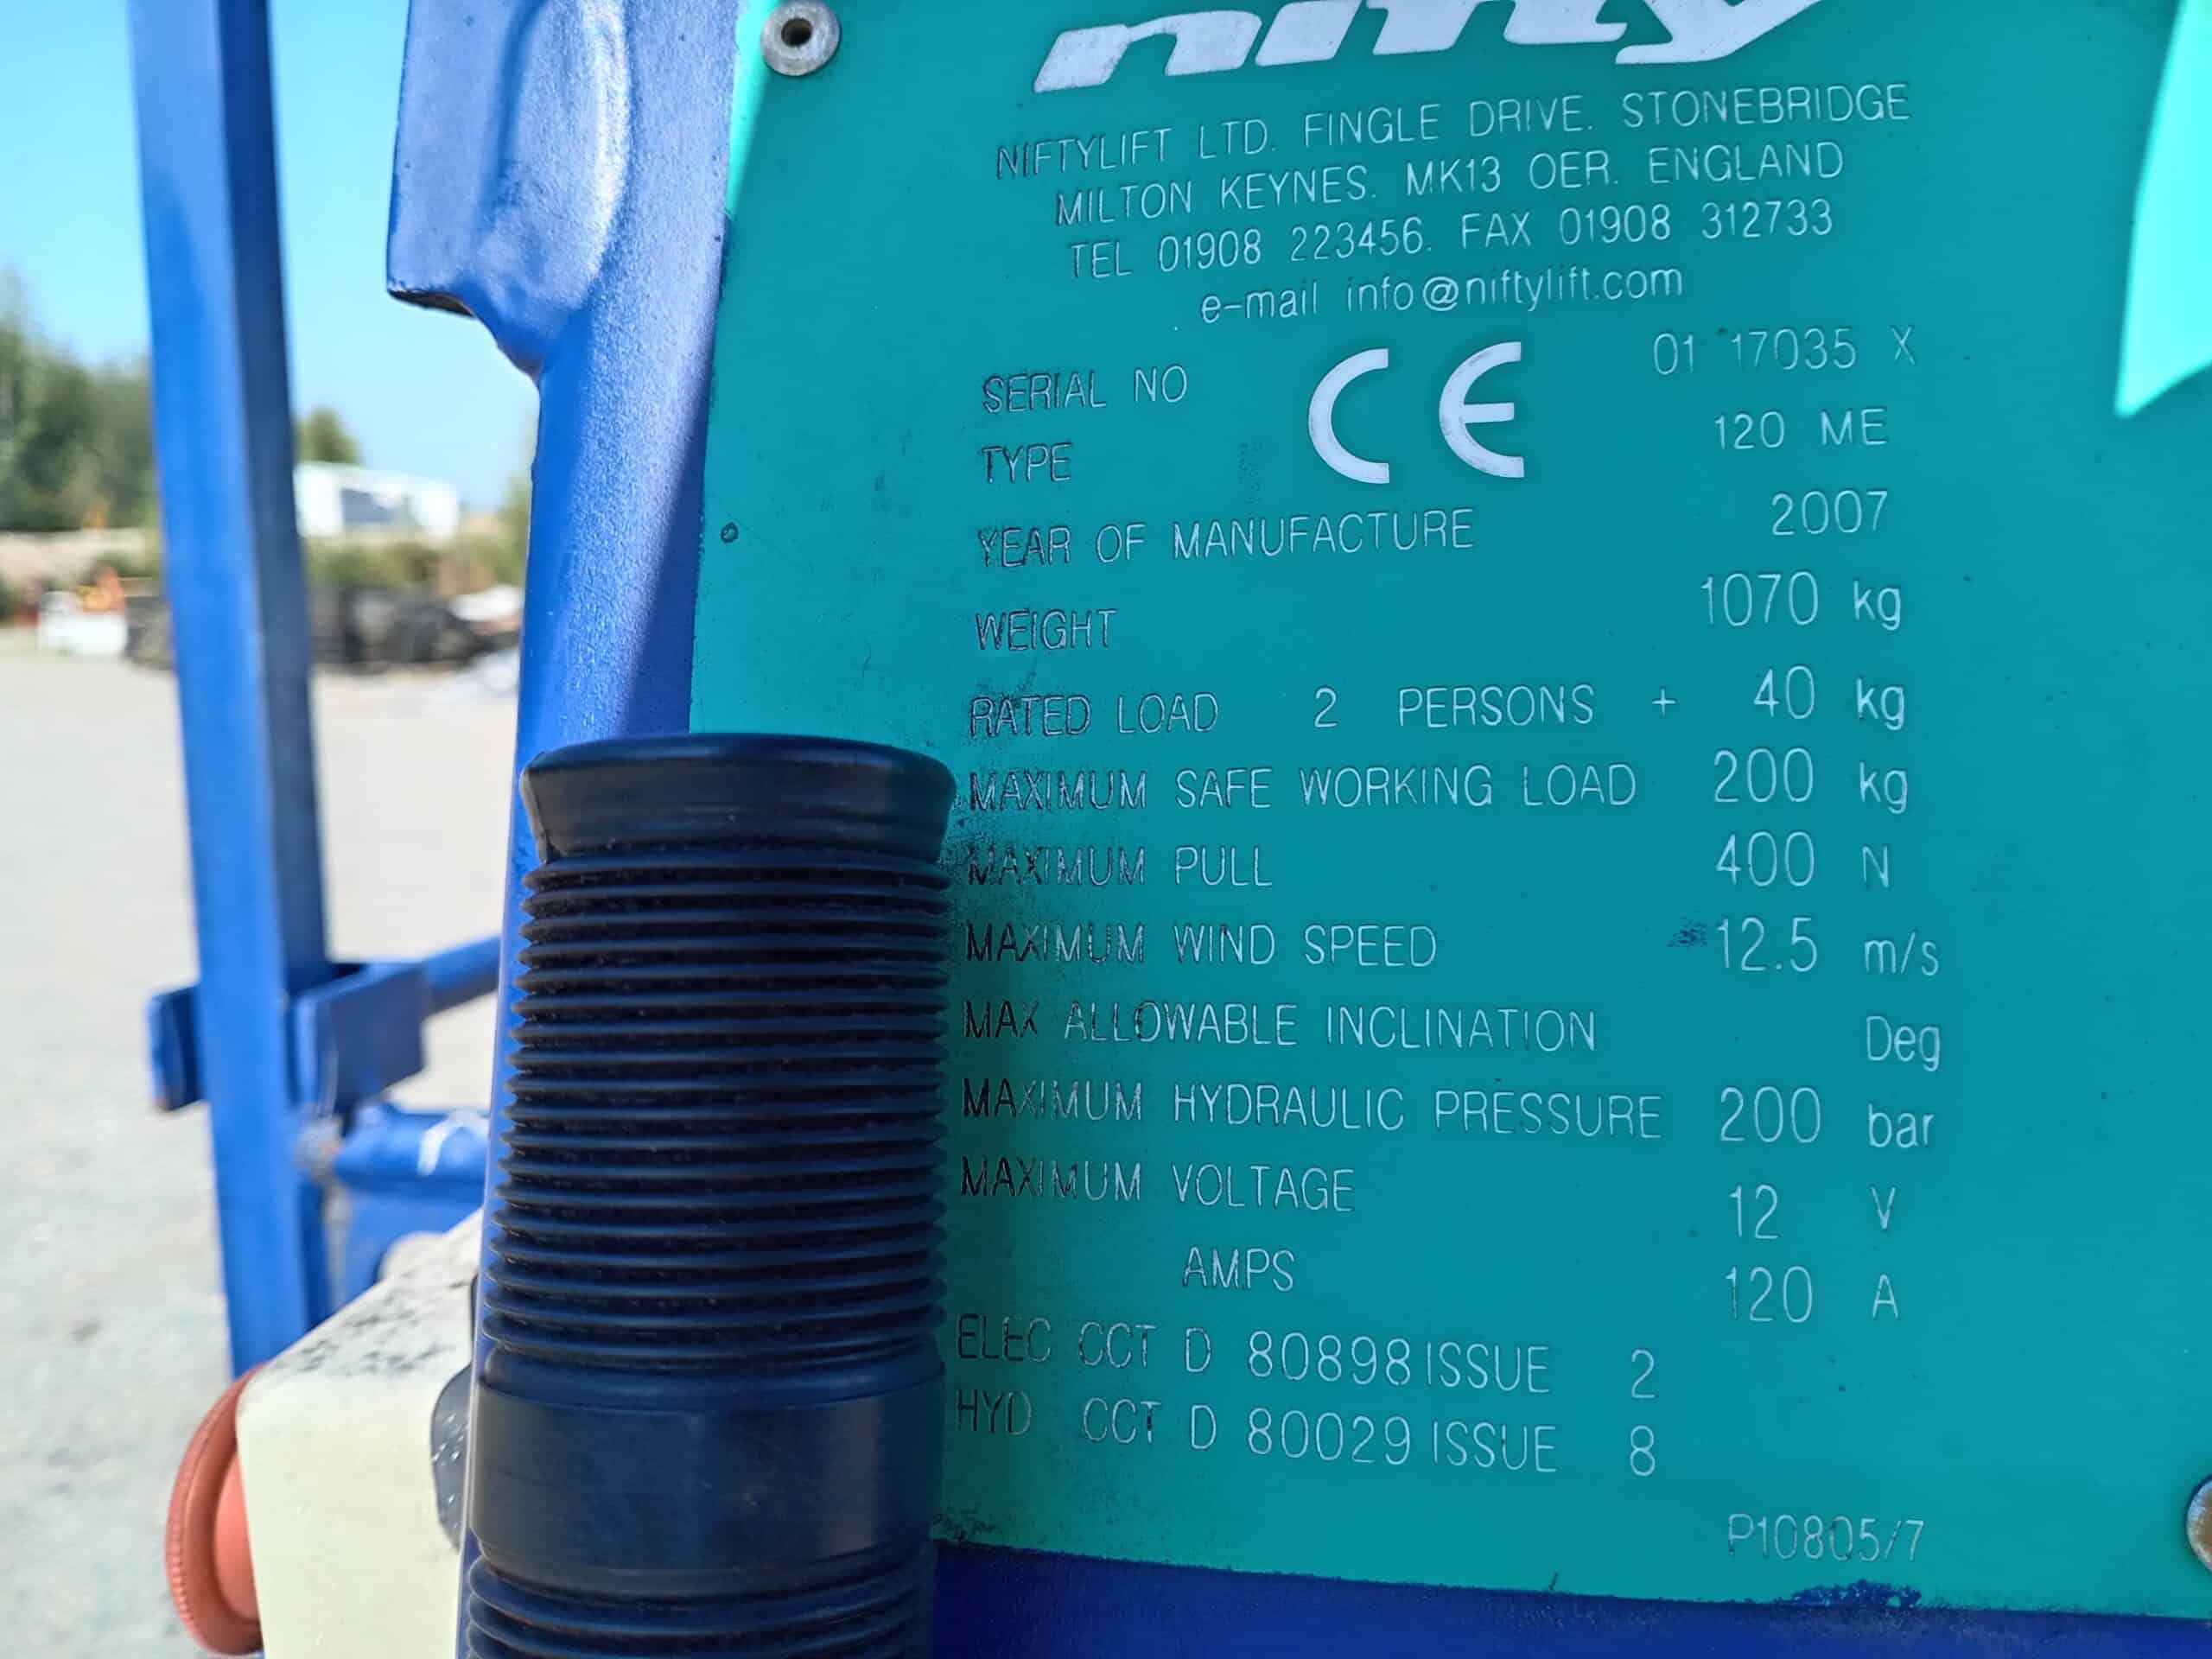 nifty
NIFTYLIFT LTD. FINGLE DRIVE. STONEBRIDGE
MILTON KEYNES. MK13 OER. ENGLAND
TEL 01908 223456. FAX 01908 312733
e-mail info@niftylift.com
SERIAL NO CE 01 17035 X
TYPE 120 ME
YEAR OF MANUFACTURE 2007
WEIGHT 1070 kg
RATED LOAD 2 PERSONS + 40 kg
MAXIMUM SAFE WORKING LOAD 200 kg
MAXIMUM PULL 400 N
MAXIMUM WIND SPEED 12.5 m/s
MAX ALLOWABLE INCLINATION Deg
MAXIMUM HYDRAULIC PRESSURE 200 bar
MAXIMUM VOLTAGE 12 V
AMPS 120 A
ELEC CCT D 80898 ISSUE 2
HYD CCT D 80029 ISSUE 8
P10805/7